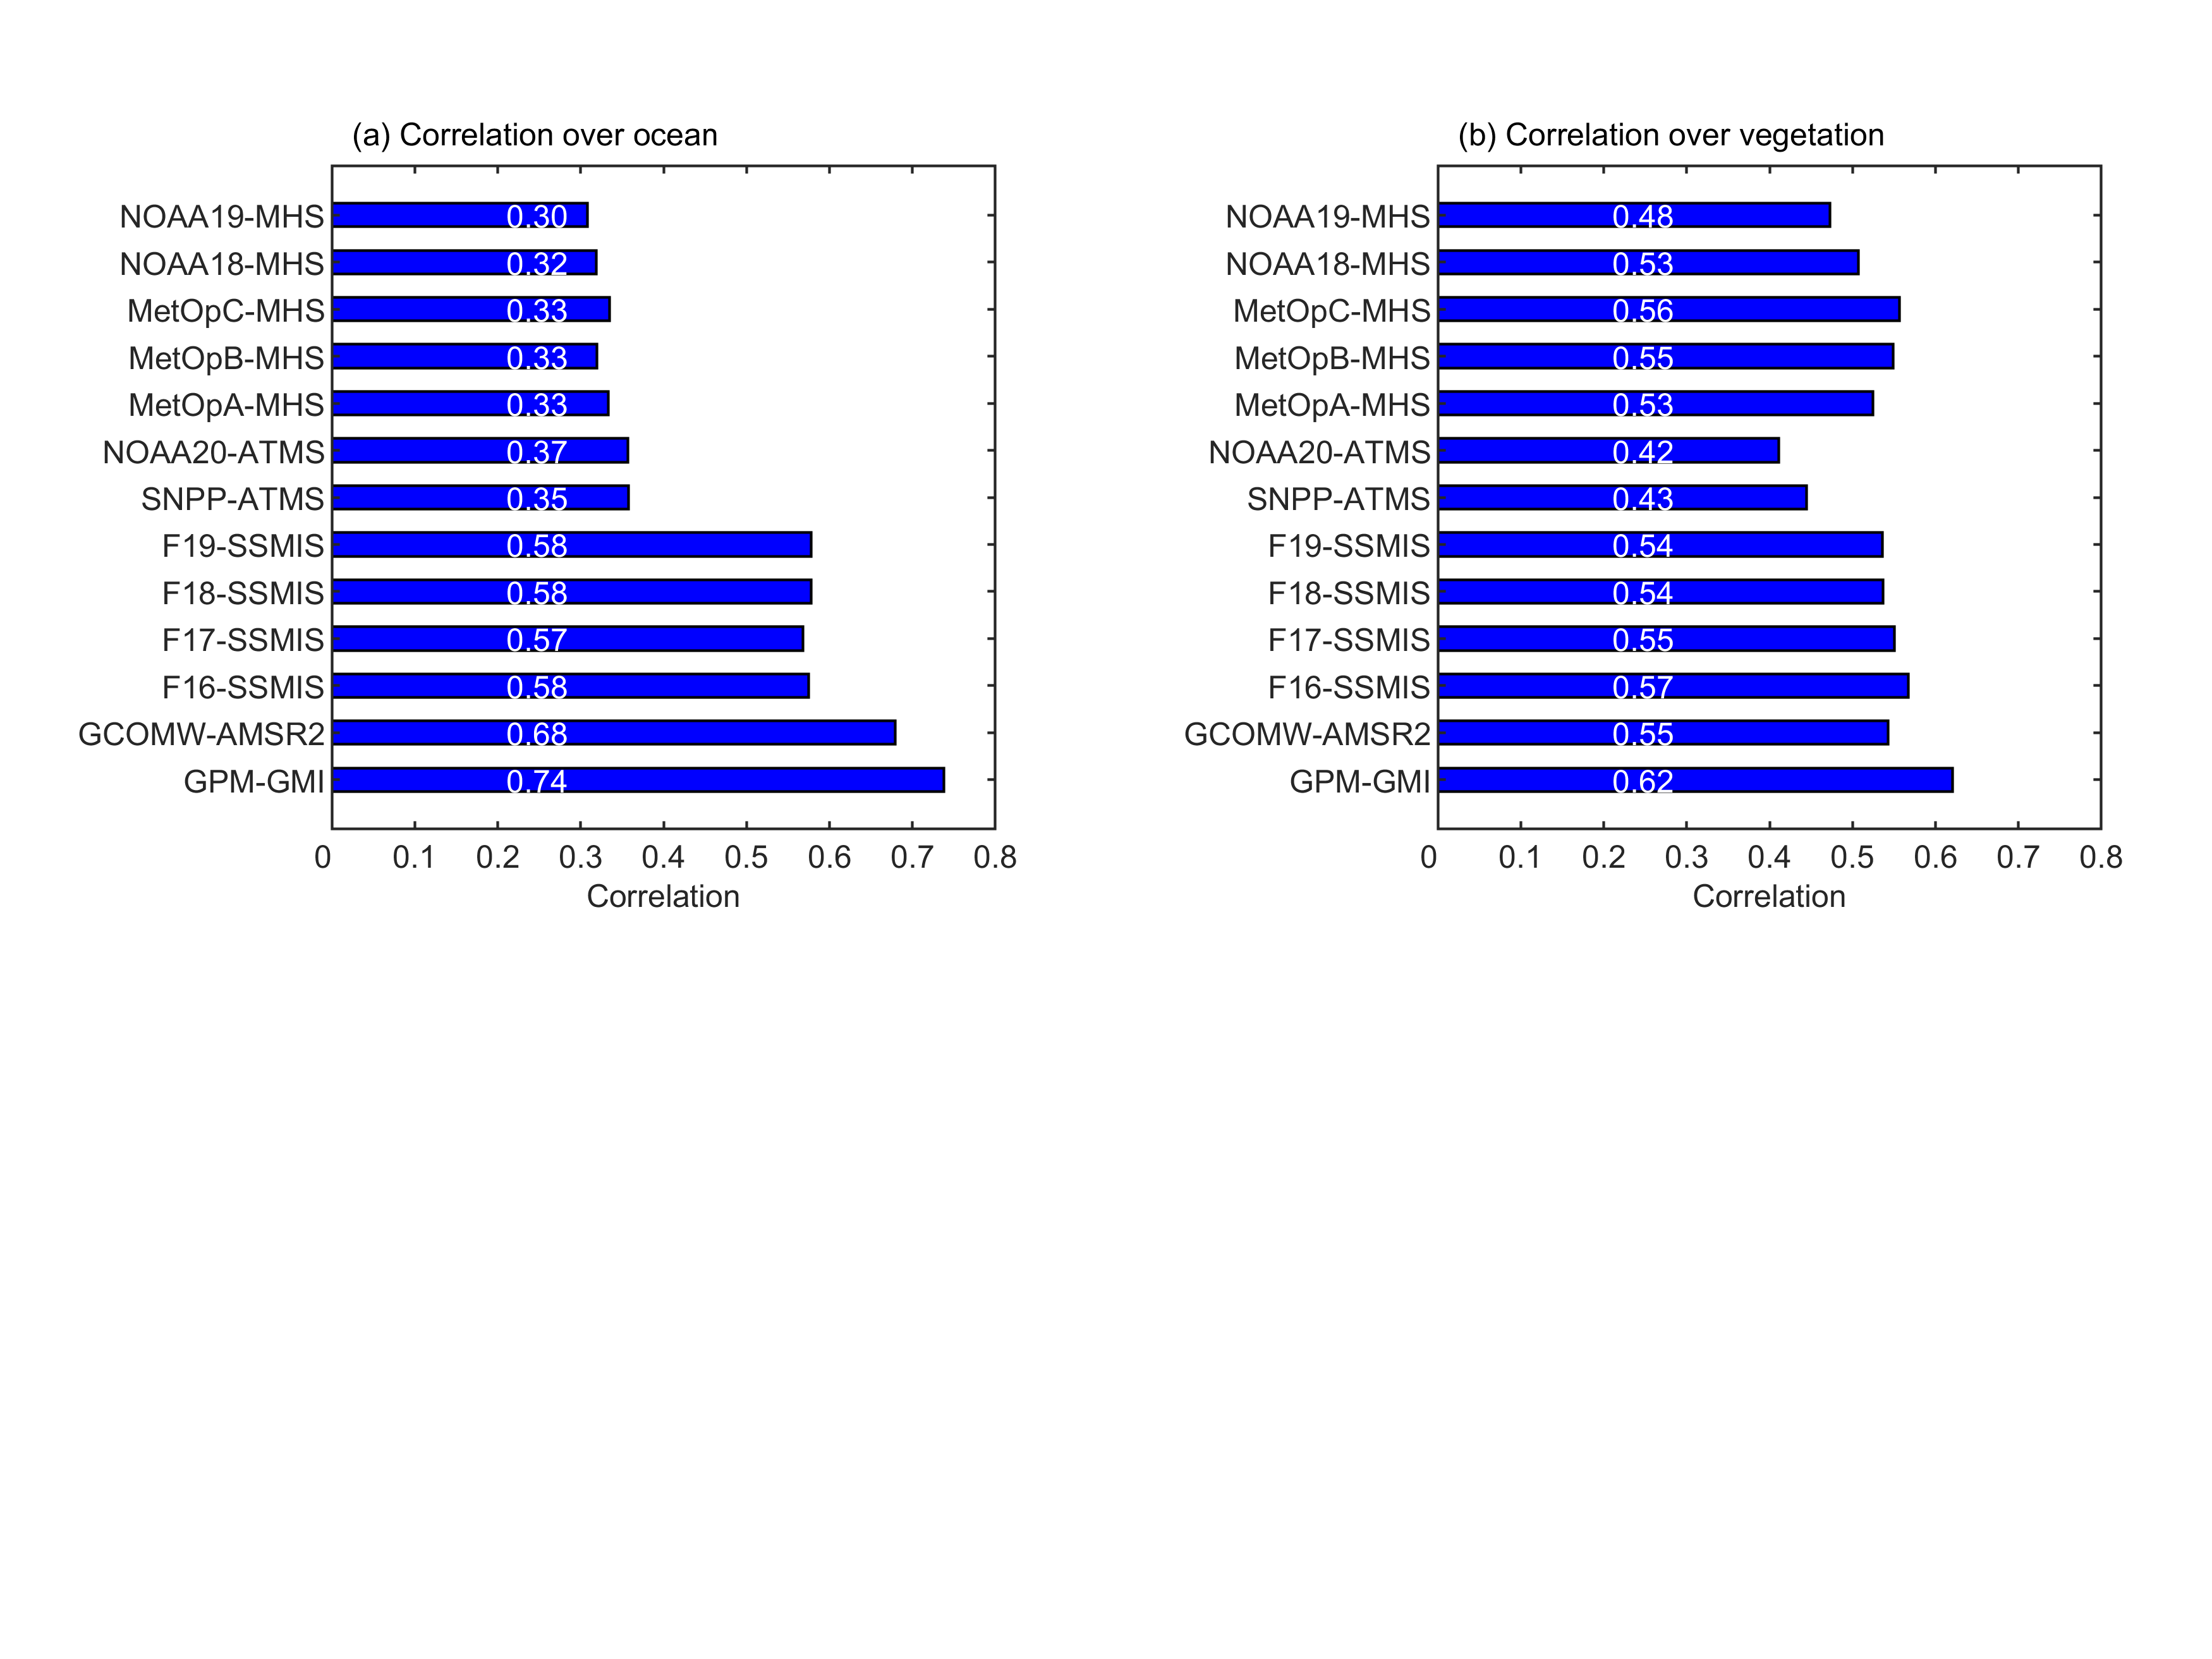 (a) Correlation over ocean
NOAA19-MHS 0.30
NOAA18-MHS 0.32
MetOpC-MHS 0.33
MetOpB-MHS 0.33
MetOpA-MHS 0.33
NOAA20-ATMS 0.37
SNPP-ATMS 0.35
F19-SSMIS 0.58
F18-SSMIS 0.58
F17-SSMIS 0.57
F16-SSMIS 0.58
GCOMW-AMSR2 0.68
GPM-GMI 0.74
0 0.1 0.2 0.3 0.4 0.5 0.6 0.7 0.8
Correlation
(b) Correlation over vegetation
NOAA19-MHS 0.48
NOAA18-MHS 0.53
MetOpC-MHS 0.56
MetOpB-MHS 0.55
MetOpA-MHS 0.53
NOAA20-ATMS 0.42
SNPP-ATMS 0.43
F19-SSMIS 0.54
F18-SSMIS 0.54
F17-SSMIS 0.55
F16-SSMIS 0.57
GCOMW-AMSR2 0.55
GPM-GMI 0.62
0 0.1 0.2 0.3 0.4 0.5 0.6 0.7 0.8
Correlation